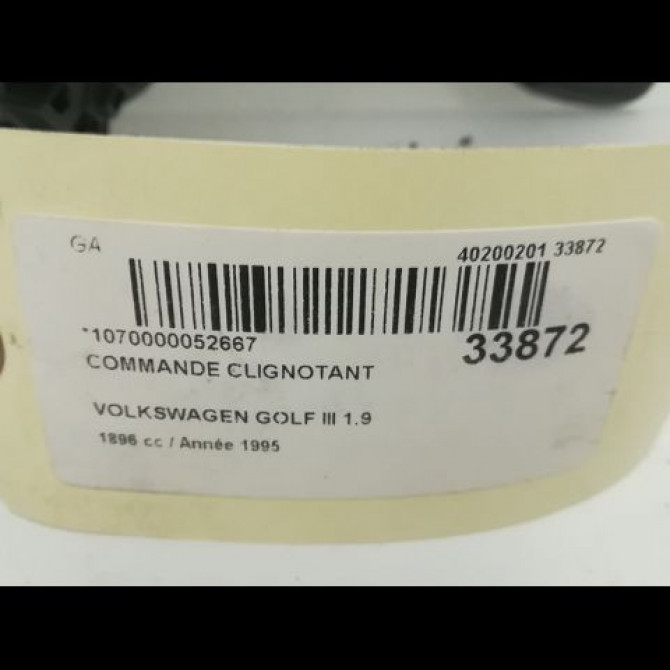 GA 40200201 33872
*1070000052667 33872
COMMANDE CLIGNOTANT
VOLKSWAGEN GOLF III 1.9
1896 cc / Année 1995